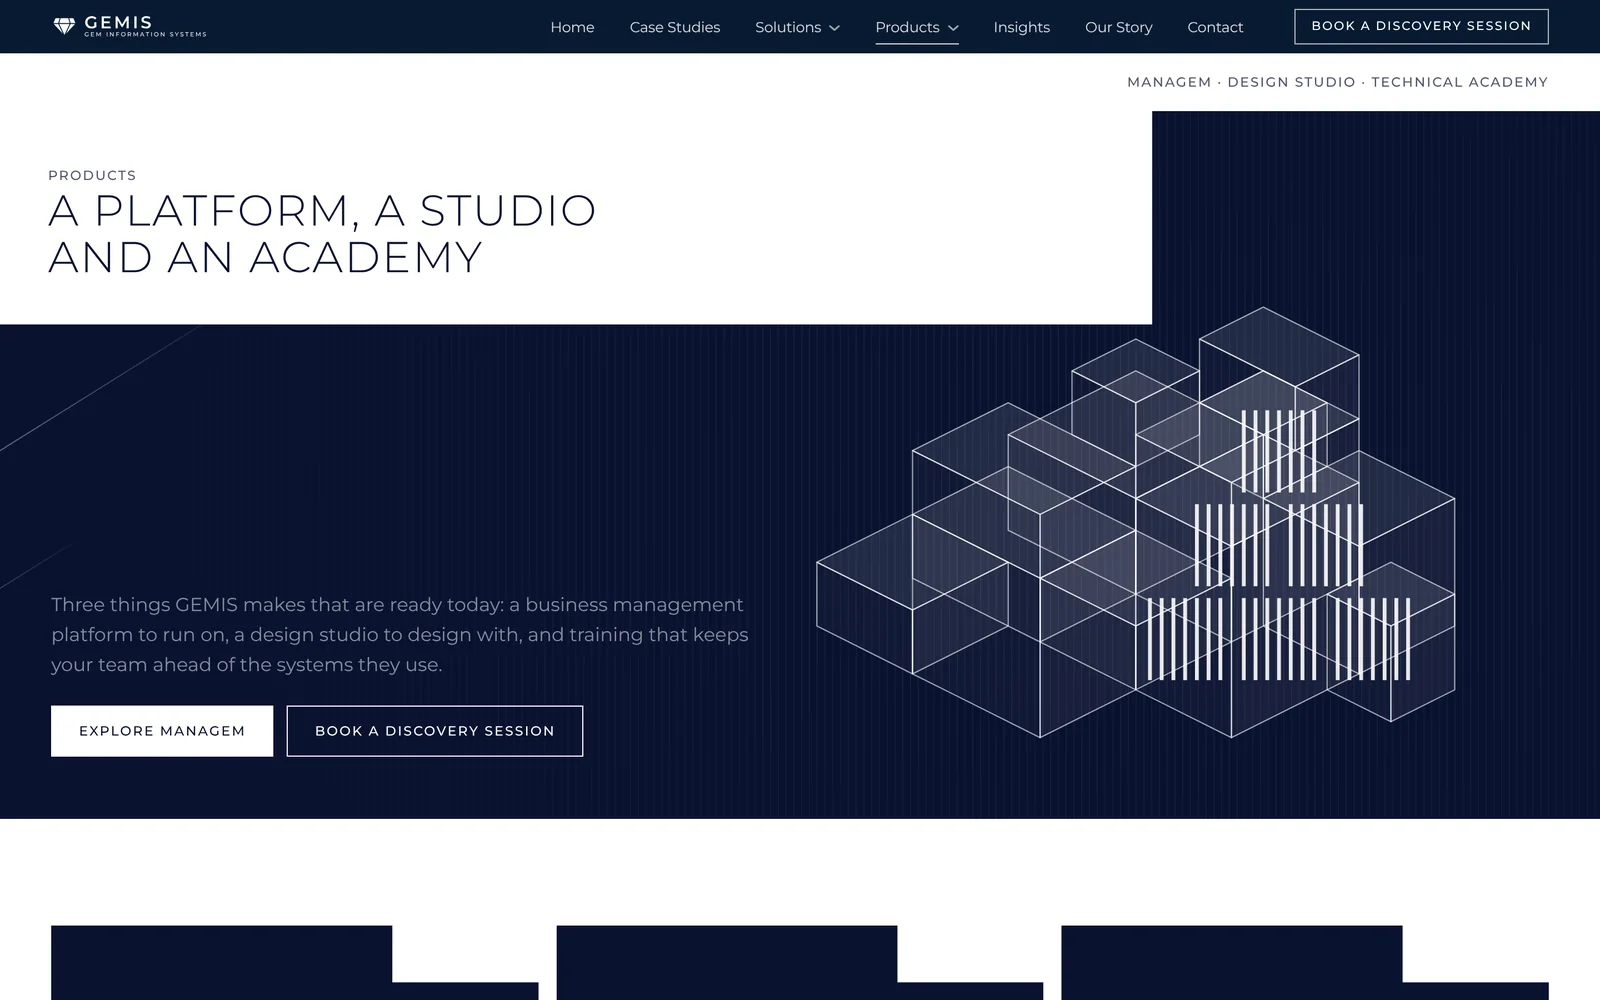 GEMIS
GEM INFORMATION SYSTEMS
Home
Case Studies
Solutions
Products
Insights
Our Story
Contact
BOOK A DISCOVERY SESSION
MANAGEM · DESIGN STUDIO · TECHNICAL ACADEMY
PRODUCTS
A PLATFORM, A STUDIO
AND AN ACADEMY
Three things GEMIS makes that are ready today: a business management
platform to run on, a design studio to design with, and training that keeps
your team ahead of the systems they use.
EXPLORE MANAGEM
BOOK A DISCOVERY SESSION